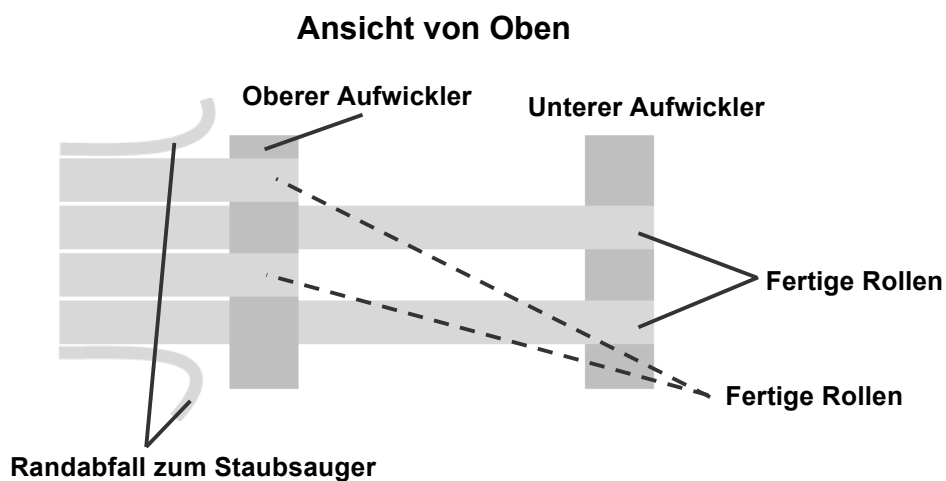 Ansicht von Oben
Oberer Aufwickler
Unterer Aufwickler
Fertige Rollen
Fertige Rollen
Randabfall zum Staubsauger